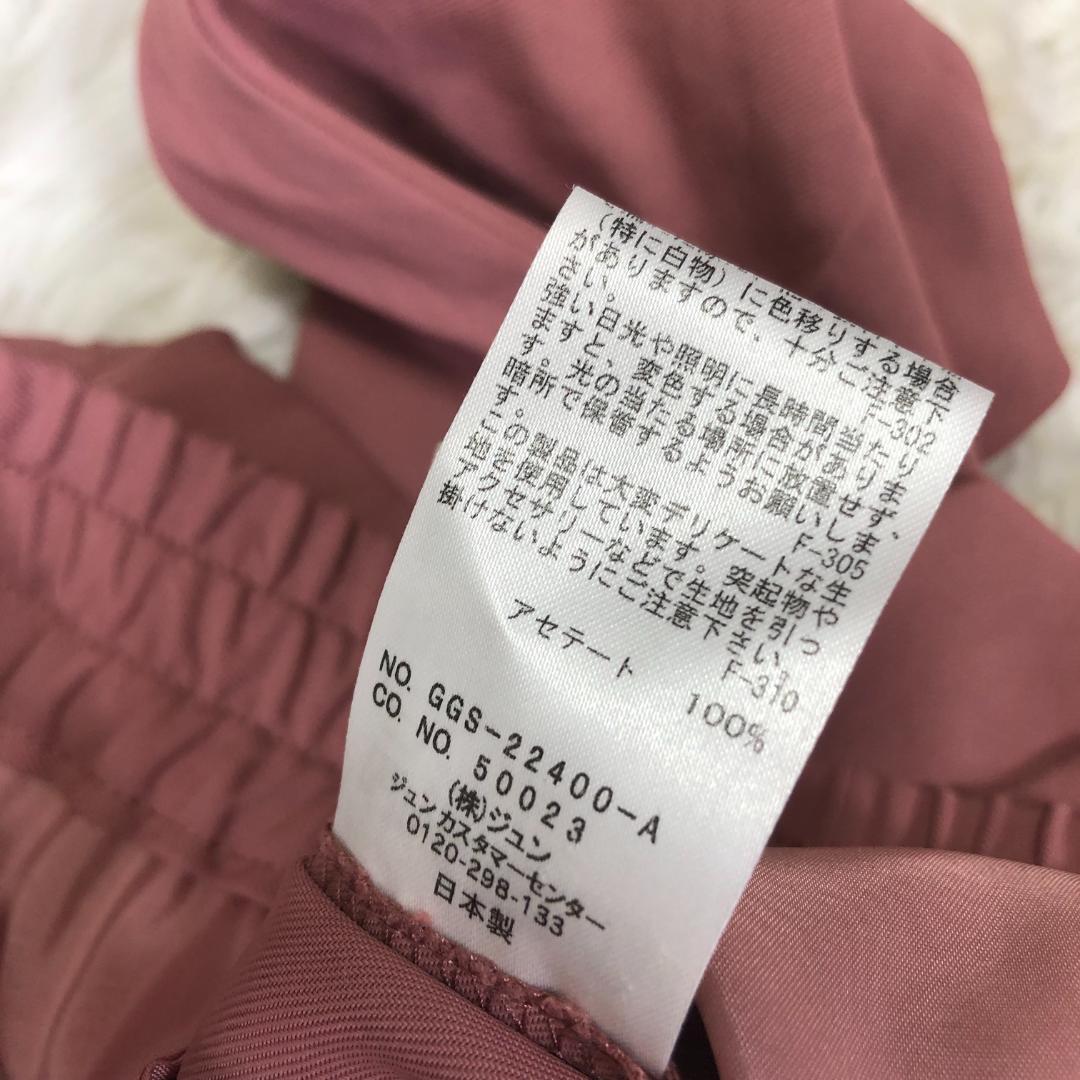 (特に白物)に色移りする場合
がありますので、十分ご注意下
さい。 F-302
強い日光や照明に長時間当たり
ますと、変色する場合があります
す。光の当たる場所に放置せず、
暗所で保管するようお願いしま
す。 F-305
この製品は大変デリケートな生
地を使用しています。突起物や
アクセサリーなどで生地を引っ
掛けないようにご注意下さい。
F-310
アセテート 100%
NO. GGS-22400-A
CO. NO. 50023
(株)ジュン
ジュンカスタマーセンター
0120-298-133
日本製